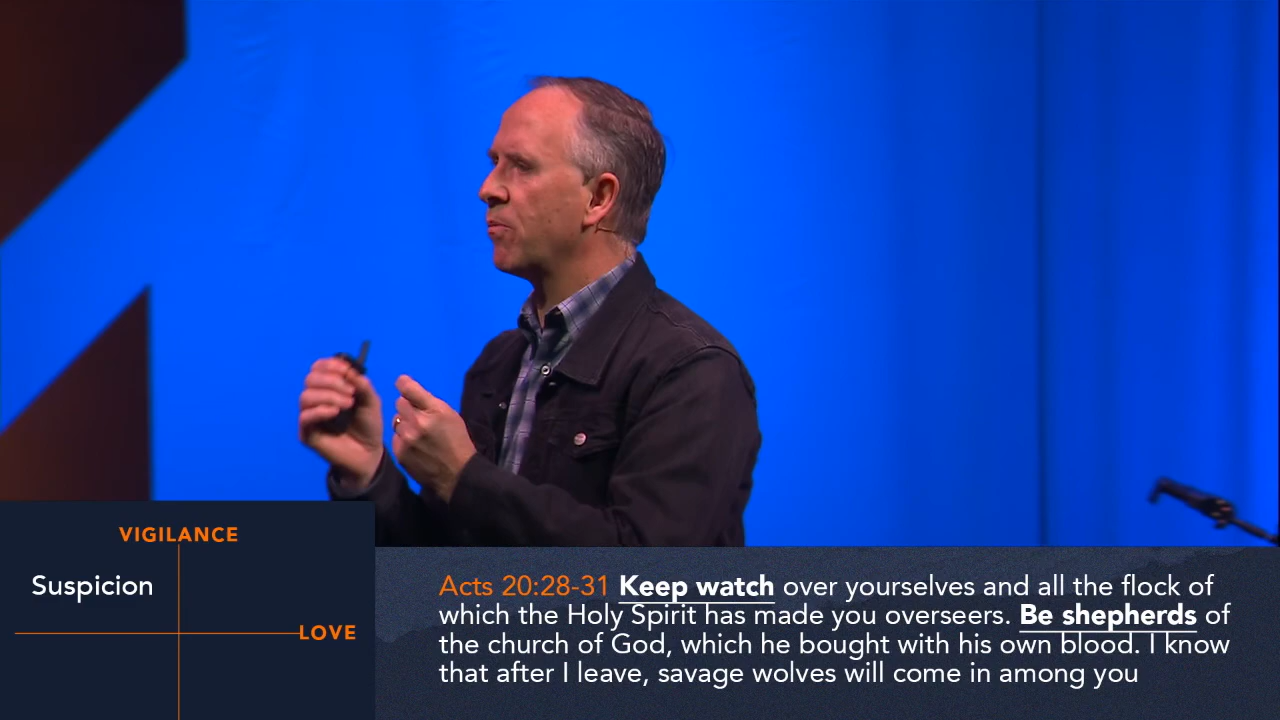 VIGILANCE
Suspicion
LOVE
Acts 20:28-31 Keep watch over yourselves and all the flock of
which the Holy Spirit has made you overseers. Be shepherds of
the church of God, which he bought with his own blood. I know
that after I leave, savage wolves will come in among you